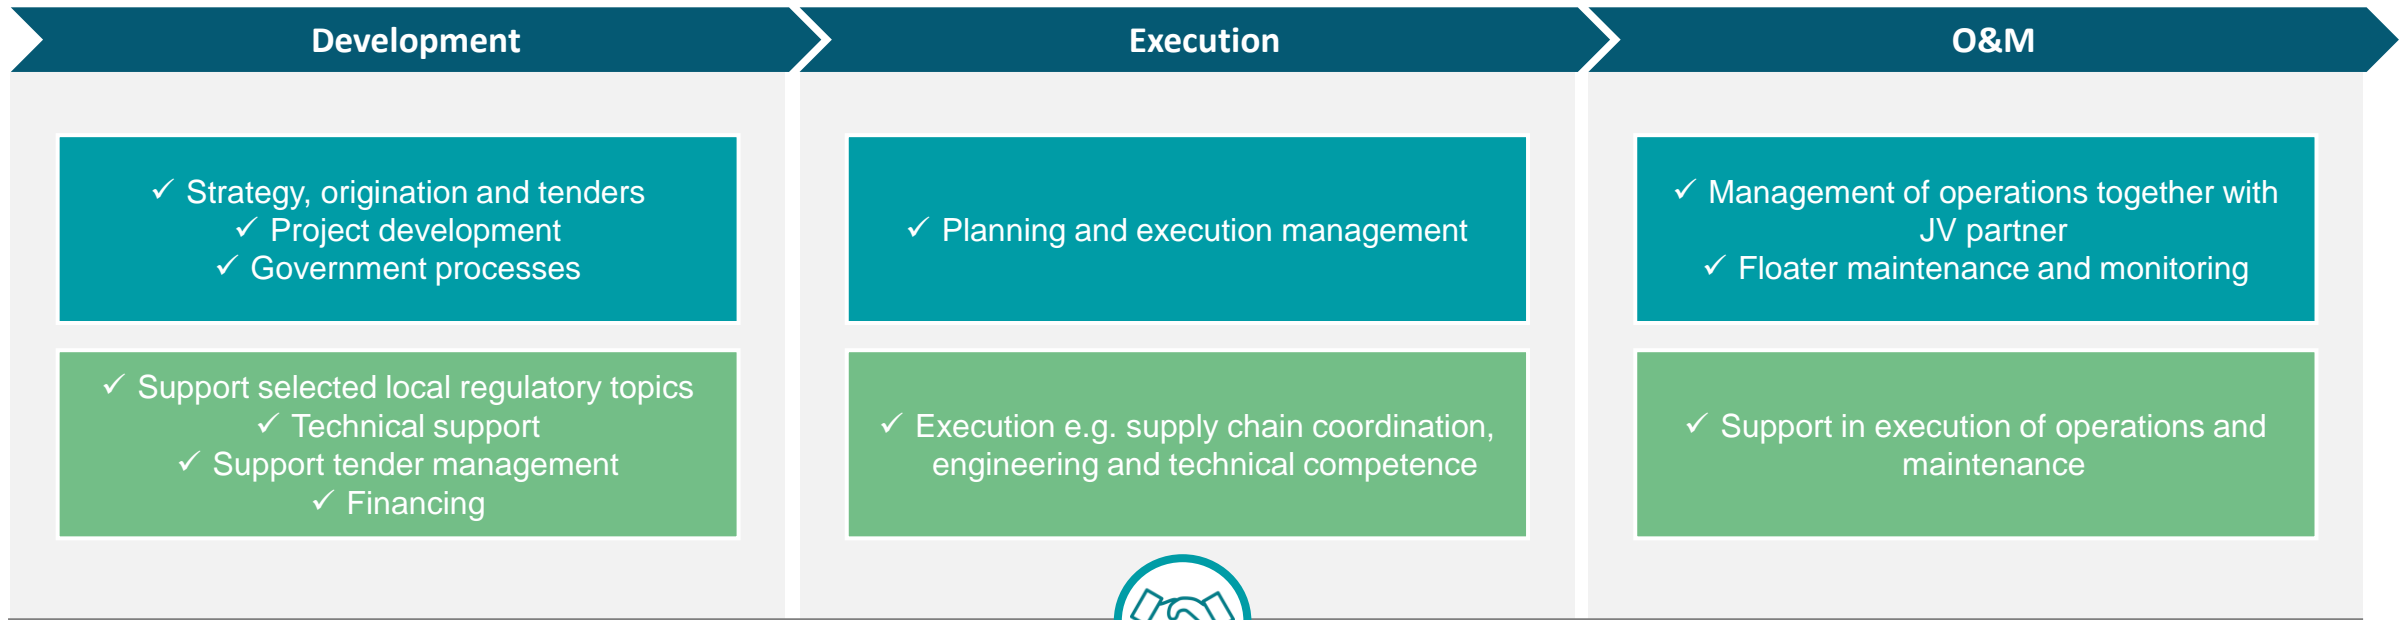 Development
Execution
O&M
✓ Strategy, origination and tenders
✓ Project development
✓ Government processes
✓ Planning and execution management
✓ Management of operations together with
JV partner
✓ Floater maintenance and monitoring
✓ Support selected local regulatory topics
✓ Technical support
✓ Support tender management
✓ Financing
✓ Execution e.g. supply chain coordination,
engineering and technical competence
✓ Support in execution of operations and
maintenance